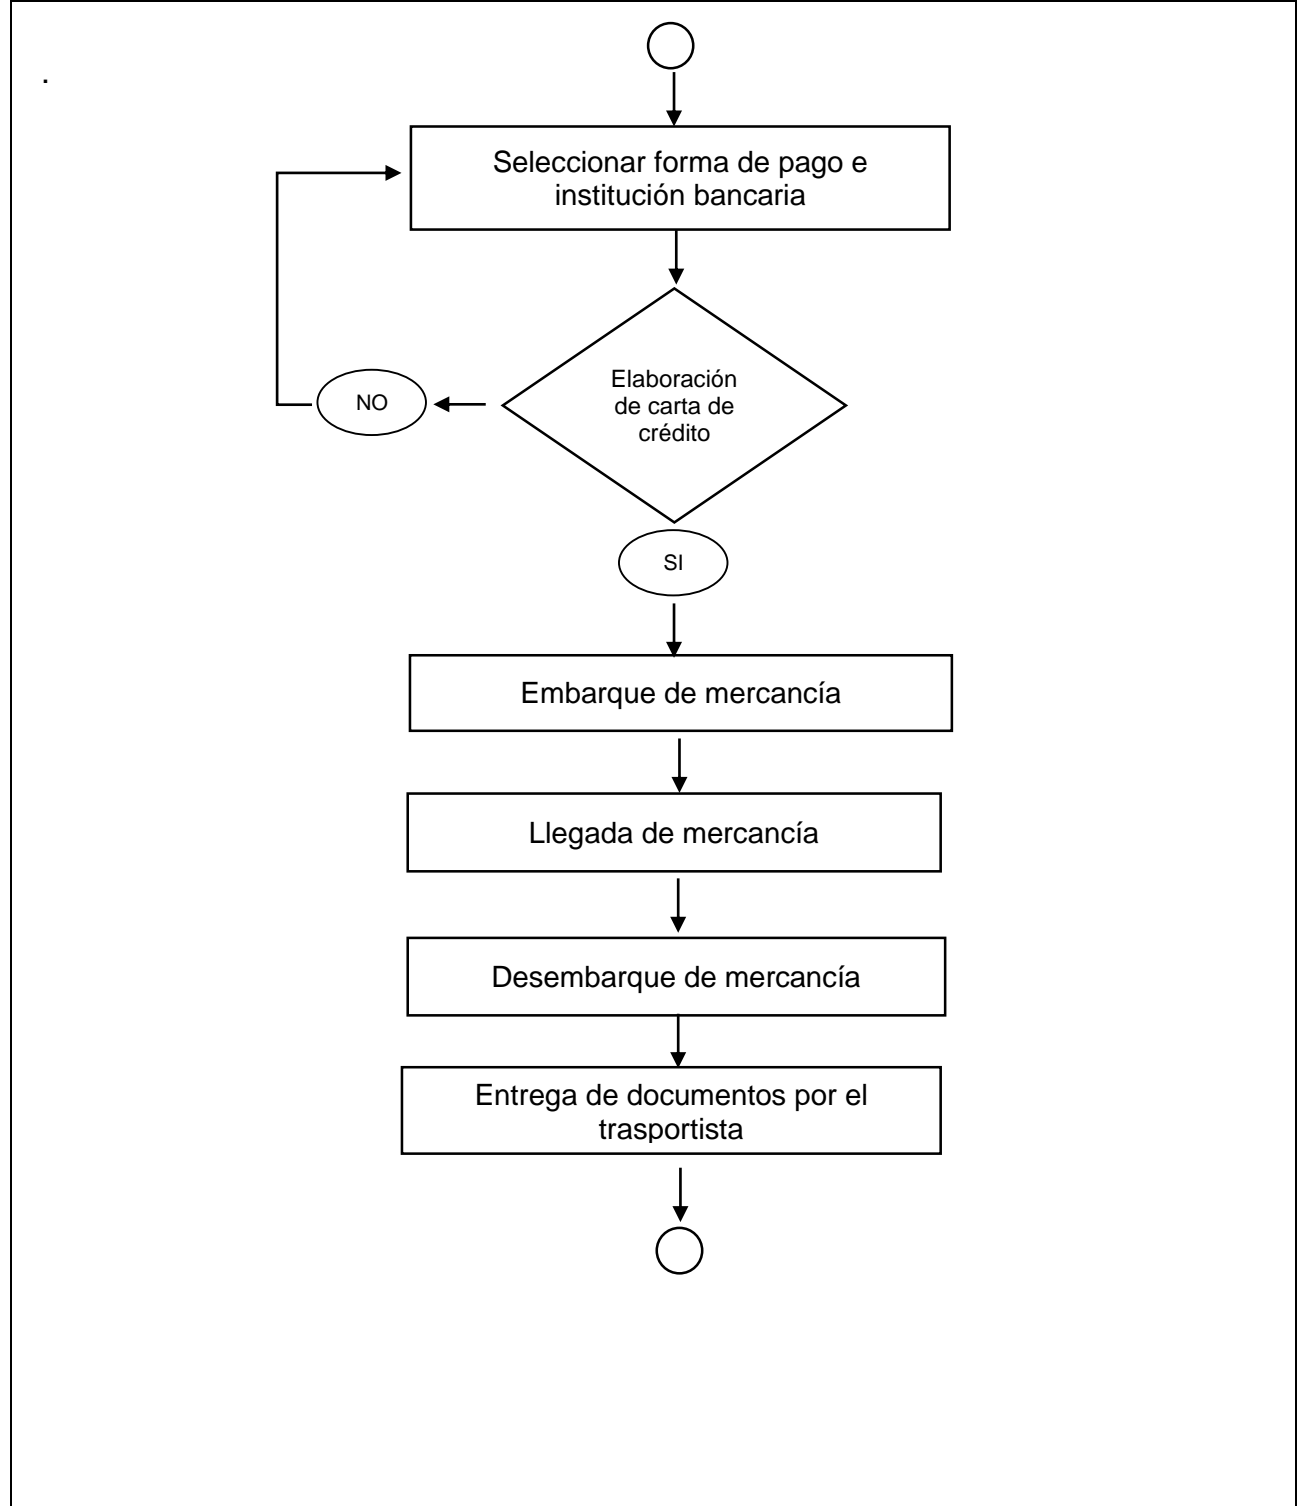 .
Seleccionar forma de pago e
institución bancaria
Elaboración
de carta de
crédito
NO
SI
Embarque de mercancía
Llegada de mercancía
Desembarque de mercancía
Entrega de documentos por el
trasportista